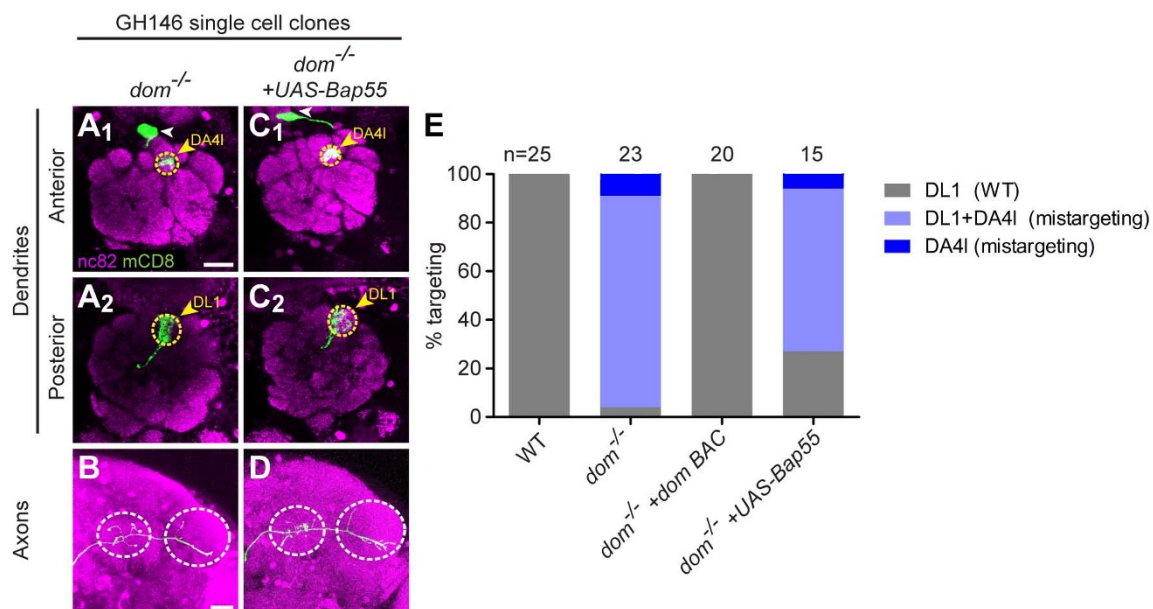 GH146 single cell clones
dom-/-
dom-/-
+UAS-Bap55
Dendrites
Anterior
A1
DA4l
nc82 mCD8
C1
DA4l
Posterior
A2
DL1
C2
DL1
Axons
B
D
E
n=25 23 20 15
% targeting
100
80
60
40
20
0
WT
dom-/-
dom-/- +dom BAC
dom-/- +UAS-Bap55
DL1 (WT)
DL1+DA4l (mistargeting)
DA4l (mistargeting)